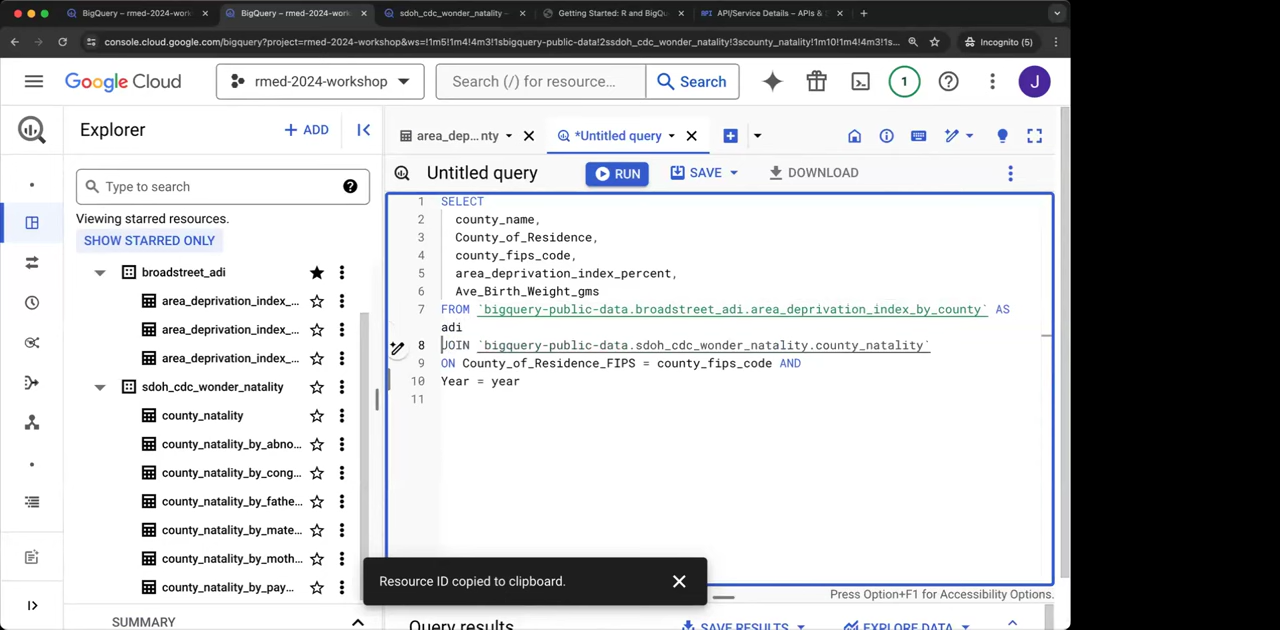 BigQuery – rmed-2024-work
BigQuery – rmed-2024-work
sdoh_cdc_wonder_natality –
Getting Started: R and BigQu
API/Service Details – APIs &
console.cloud.google.com/bigquery?project=rmed-2024-workshop&ws=!1m5!1m4!4m3!1sbigquery-public-data!2ssdoh_cdc_wonder_natality!3scounty_natality!1m10!1m4!4m3!1s...
Incognito (5)
Google Cloud
rmed-2024-workshop
Search (/) for resource...
Search
1
J
Explorer
+ ADD
area_dep...nty
*Untitled query
Untitled query
RUN
SAVE
DOWNLOAD
Type to search
Viewing starred resources.
SHOW STARRED ONLY
broadstreet_adi
area_deprivation_index_...
area_deprivation_index_...
area_deprivation_index_...
sdoh_cdc_wonder_natality
county_natality
county_natality_by_abno...
county_natality_by_cong...
county_natality_by_fathe...
county_natality_by_mate...
county_natality_by_moth...
county_natality_by_pay...
SUMMARY
1 SELECT
2 county_name,
3 County_of_Residence,
4 county_fips_code,
5 area_deprivation_index_percent,
6 Ave_Birth_Weight_gms
7 FROM `bigquery-public-data.broadstreet_adi.area_deprivation_index_by_county` AS
adi
8 JOIN `bigquery-public-data.sdoh_cdc_wonder_natality.county_natality`
9 ON County_of_Residence_FIPS = county_fips_code AND
10 Year = year
11
Resource ID copied to clipboard.
Press Option+F1 for Accessibility Options.
Query results
SAVE RESULTS
EXPLORE DATA